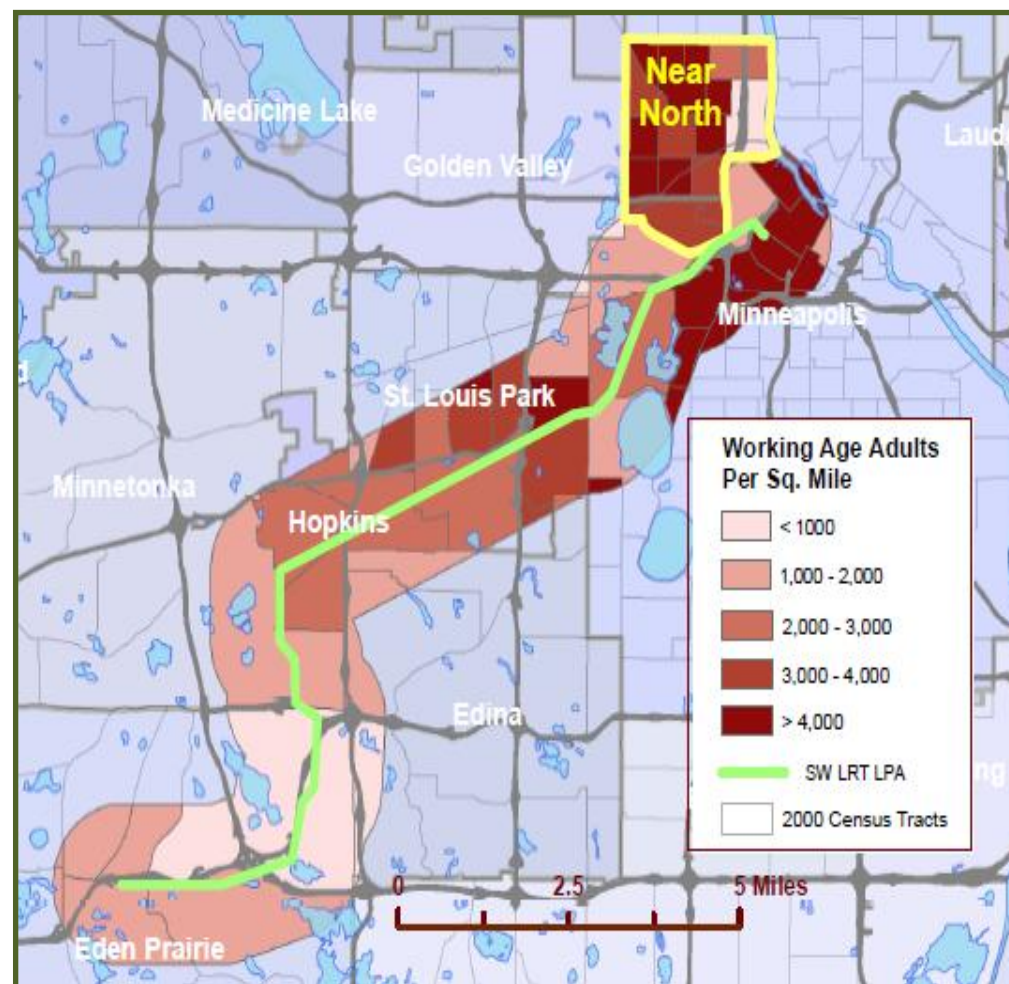 Near
North
Medicine Lake
Golden Valley
Minneapolis
St. Louis Park
Minnetonka
Hopkins
Edina
Eden Prairie
Working Age Adults
Per Sq. Mile
< 1000
1,000 - 2,000
2,000 - 3,000
3,000 - 4,000
> 4,000
SW LRT LPA
2000 Census Tracts
0 2.5 5 Miles